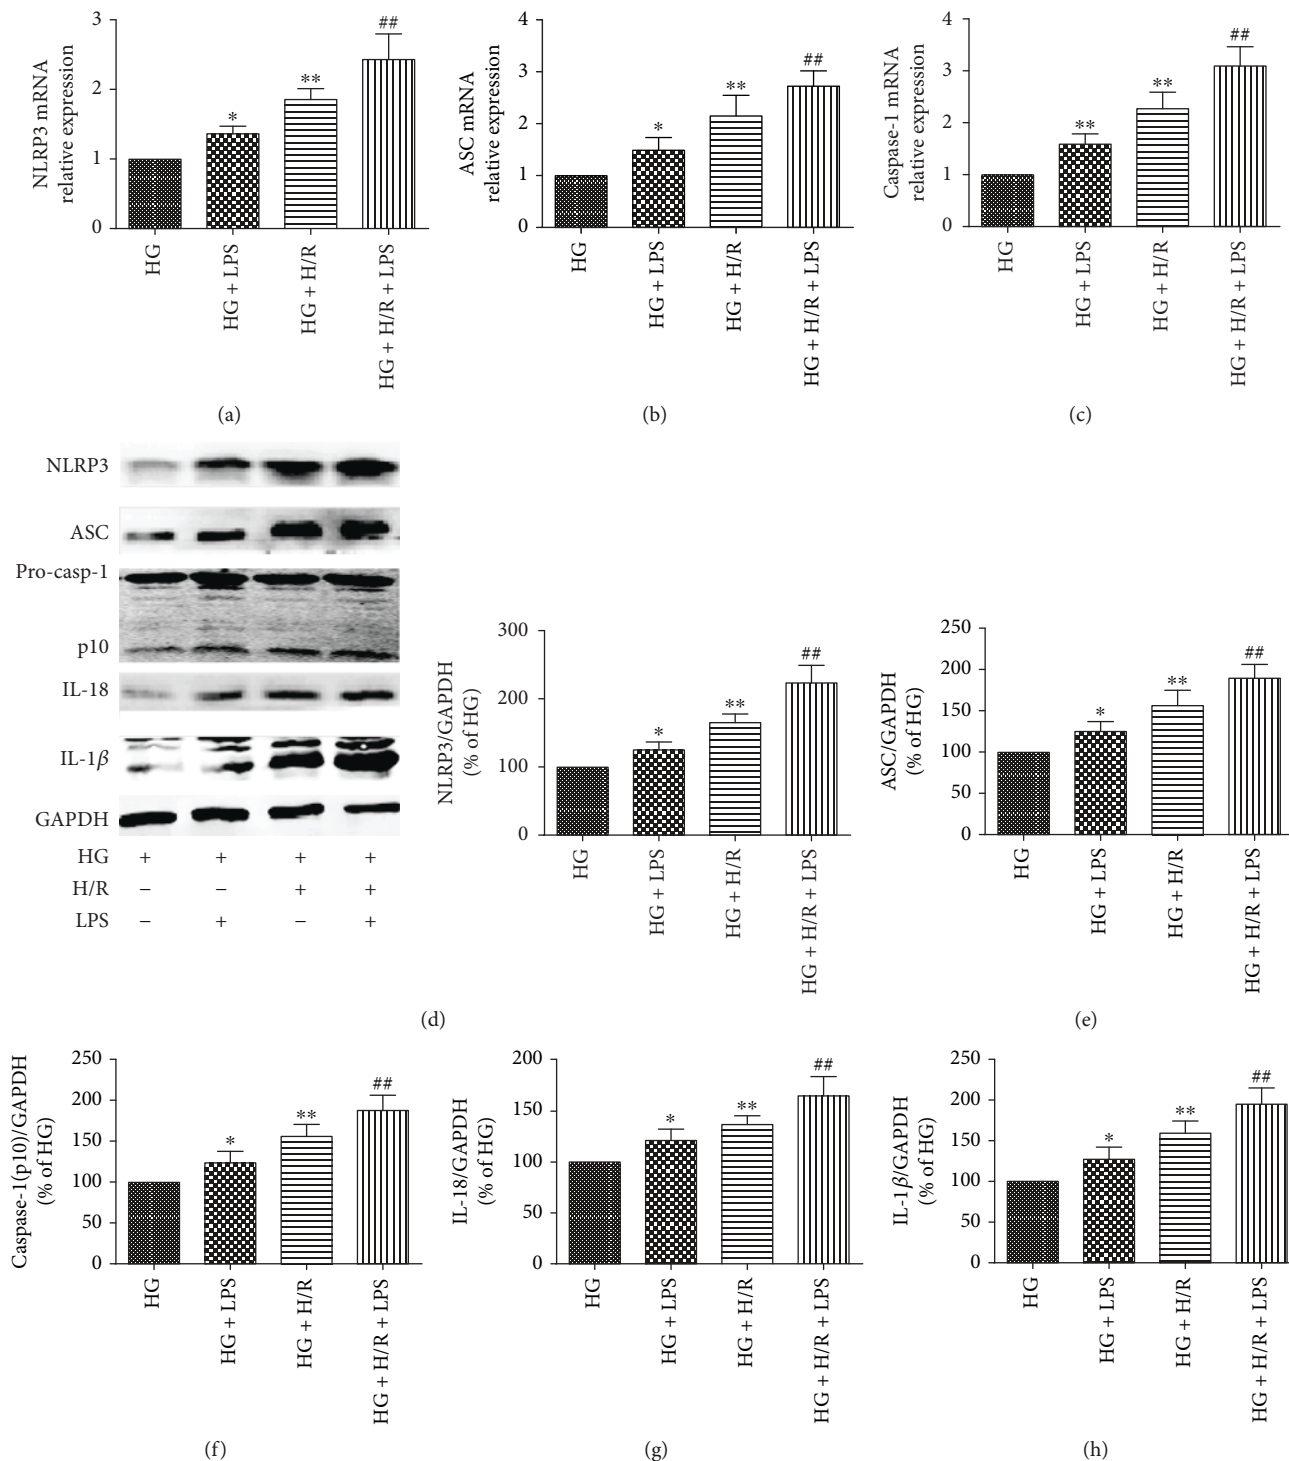 NLRP3 mRNA
relative expression
3
2
1
0
*
**
##
HG
HG + LPS
HG + H/R
HG + H/R + LPS
(a)
ASC mRNA
relative expression
4
3
2
1
0
*
**
##
HG
HG + LPS
HG + H/R
HG + H/R + LPS
(b)
Caspase-1 mRNA
relative expression
4
3
2
1
0
**
**
##
HG
HG + LPS
HG + H/R
HG + H/R + LPS
(c)
NLRP3
ASC
Pro-casp-1
p10
IL-18
IL-1β
GAPDH
HG + + + +
H/R – – + +
LPS – + – +
NLRP3/GAPDH
(% of HG)
300
200
100
0
*
**
##
HG
HG + LPS
HG + H/R
HG + H/R + LPS
(d)
ASC/GAPDH
(% of HG)
250
200
150
100
50
0
*
**
##
HG
HG + LPS
HG + H/R
HG + H/R + LPS
(e)
Caspase-1(p10)/GAPDH
(% of HG)
250
200
150
100
50
0
*
**
##
HG
HG + LPS
HG + H/R
HG + H/R + LPS
(f)
IL-18/GAPDH
(% of HG)
200
150
100
50
0
*
**
##
HG
HG + LPS
HG + H/R
HG + H/R + LPS
(g)
IL-1β/GAPDH
(% of HG)
250
200
150
100
50
0
*
**
##
HG
HG + LPS
HG + H/R
HG + H/R + LPS
(h)